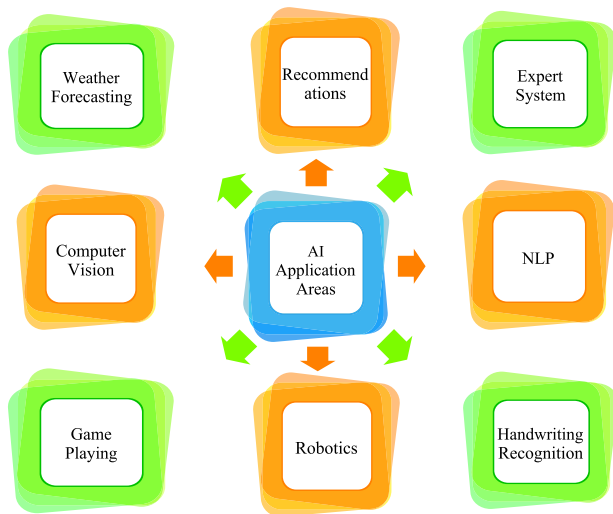 Weather
Forecasting
Recommend
ations
Expert
System
Computer
Vision
AI
Application
Areas
NLP
Game
Playing
Robotics
Handwriting
Recognition